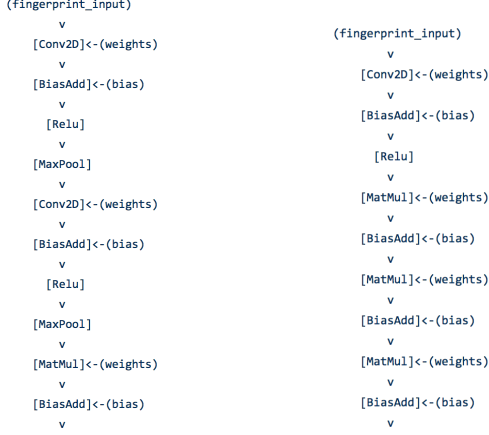 (fingerprint_input)
v
[Conv2D]<-(weights)
v
[BiasAdd]<-(bias)
v
[Relu]
v
[MaxPool]
v
[Conv2D]<-(weights)
v
[BiasAdd]<-(bias)
v
[Relu]
v
[MaxPool]
v
[MatMul]<-(weights)
v
[BiasAdd]<-(bias)
v
(fingerprint_input)
v
[Conv2D]<-(weights)
v
[BiasAdd]<-(bias)
v
[Relu]
v
[MatMul]<-(weights)
v
[BiasAdd]<-(bias)
v
[MatMul]<-(weights)
v
[BiasAdd]<-(bias)
v
[MatMul]<-(weights)
v
[BiasAdd]<-(bias)
v